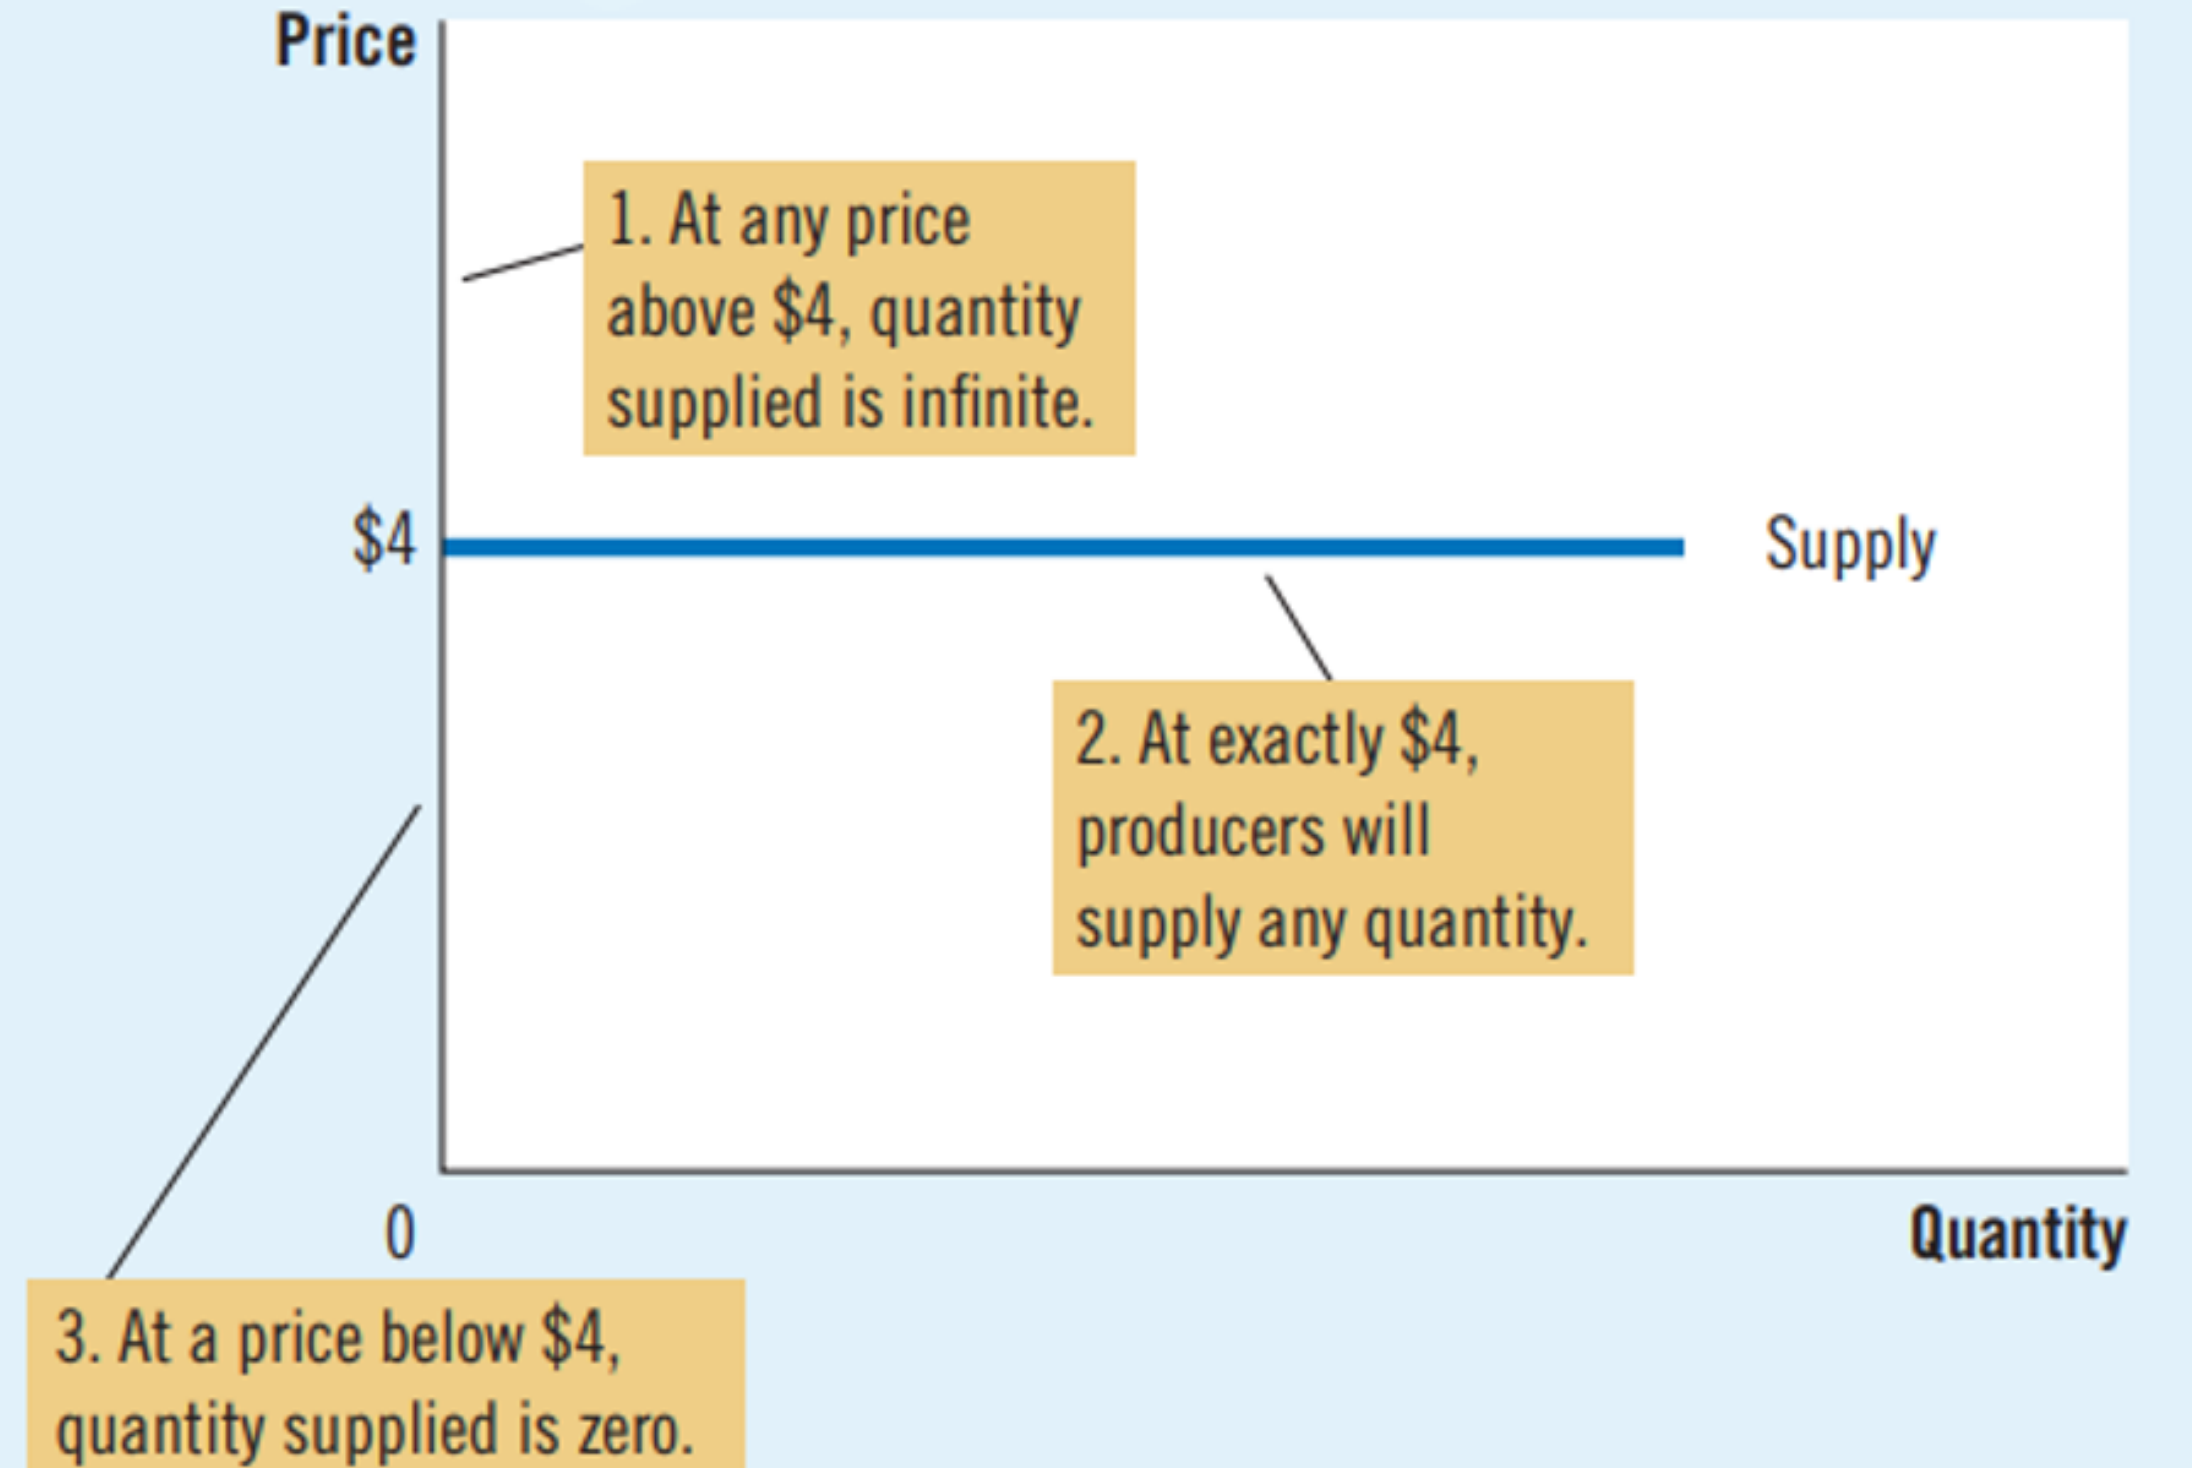 Price
1. At any price
above $4, quantity
supplied is infinite.
$4
Supply
2. At exactly $4,
producers will
supply any quantity.
0
Quantity
3. At a price below $4,
quantity supplied is zero.